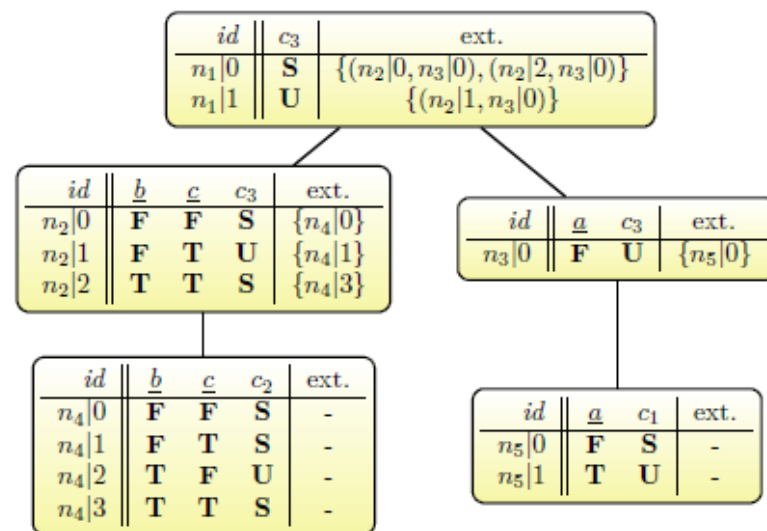 id c₃ ext.
n₁|0 S {(n₂|0, n₃|0), (n₂|2, n₃|0)}
n₁|1 U {(n₂|1, n₃|0)}
id b c c₃ ext.
n₂|0 F F S {n₄|0}
n₂|1 F T U {n₄|1}
n₂|2 T T S {n₄|3}
id a c₃ ext.
n₃|0 F U {n₅|0}
id b c c₂ ext.
n₄|0 F F S -
n₄|1 F T S -
n₄|2 T F U -
n₄|3 T T S -
id a c₁ ext.
n₅|0 F S -
n₅|1 T U -